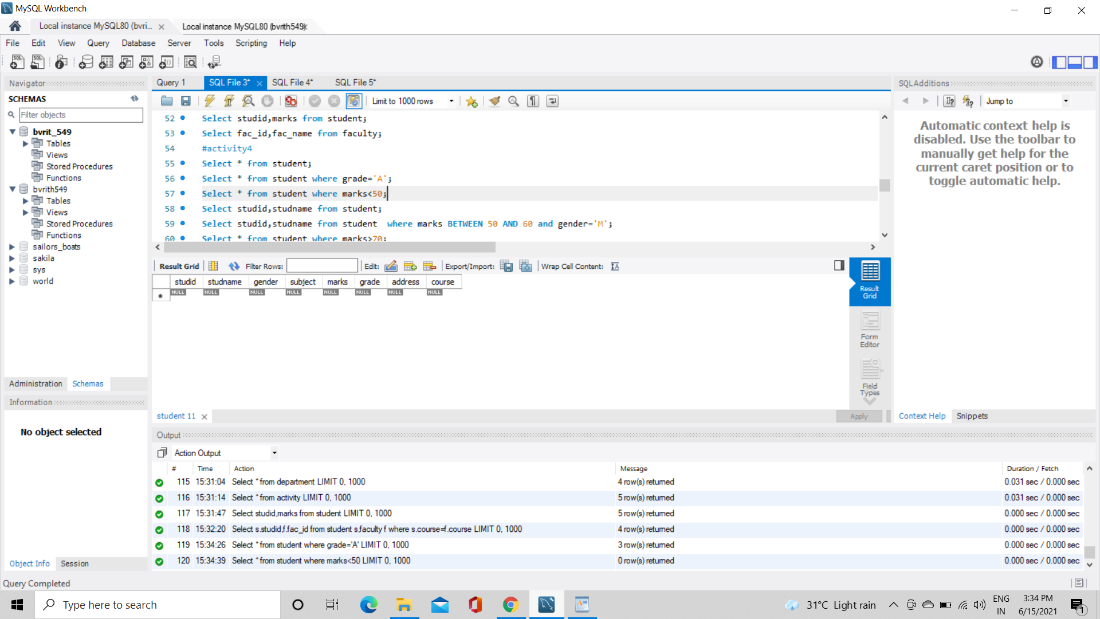 MySQL Workbench
Local instance MySQL80 (bvri... × Local instance MySQL80 (bvrith549)
File Edit View Query Database Server Tools Scripting Help
Navigator
SCHEMAS
Filter objects
bvrit_549
Tables
Views
Stored Procedures
Functions
bvrith549
Tables
Views
Stored Procedures
Functions
sailors_boats
sakila
sys
world
Administration Schemas
Information
No object selected
Object Info Session
Query 1 SQL File 3* × SQL File 4* SQL File 5*
Limit to 1000 rows
52 Select studid,marks from student;
53 Select fac_id,fac_name from faculty;
54 #activity4
55 Select * from student;
56 Select * from student where grade='A';
57 Select * from student where marks<50;
58 Select studid,studname from student;
59 Select studid,studname from student where marks BETWEEN 50 AND 60 and gender='M';
60 Select * from student where marks>70;
Result Grid Filter Rows: Edit: Export/Import: Wrap Cell Content:
studid studname gender subject marks grade address course
NULL NULL NULL NULL NULL NULL NULL NULL
Result Grid
Form Editor
Field Types
student 11 × Apply
SQLAdditions
Jump to
Automatic context help is
disabled. Use the toolbar to
manually get help for the
current caret position or to
toggle automatic help.
Context Help Snippets
Output
Action Output
# Time Action Message Duration / Fetch
115 15:31:04 Select * from department LIMIT 0, 1000 4 row(s) returned 0.031 sec / 0.000 sec
116 15:31:14 Select * from activity LIMIT 0, 1000 5 row(s) returned 0.031 sec / 0.000 sec
117 15:31:47 Select studid,marks from student LIMIT 0, 1000 5 row(s) returned 0.000 sec / 0.000 sec
118 15:32:20 Select s.studid,f.fac_id from student s,faculty f where s.course=f.course LIMIT 0, 1000 4 row(s) returned 0.000 sec / 0.000 sec
119 15:34:26 Select * from student where grade='A' LIMIT 0, 1000 3 row(s) returned 0.000 sec / 0.000 sec
120 15:34:39 Select * from student where marks<50 LIMIT 0, 1000 0 row(s) returned 0.000 sec / 0.000 sec
Query Completed
Type here to search
31°C Light rain
ENG
IN
3:34 PM
6/15/2021
1